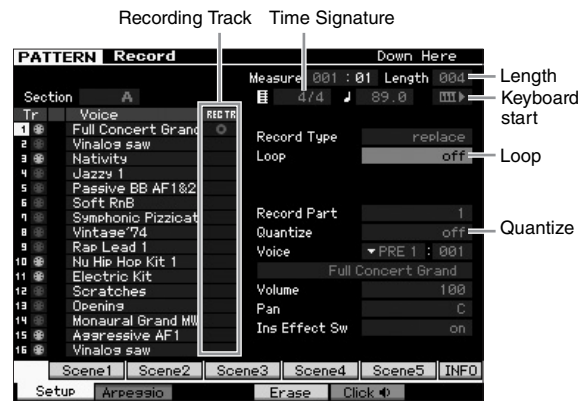 Recording Track Time Signature
PATTERN Record Down Here
Measure 001 : 01 Length 004 Length
Section A 4/4 ♩ 89.0 Keyboard start
Tr Voice REC TR
1 Full Concert Grand
2 Vinalog saw
3 Nativity
4 Jazzy 1
5 Passive BB AF1&2
6 Soft RnB
7 Symphonic Pizzicat
8 Vintage'74
9 Rap Lead 1
10 Nu Hip Hop Kit 1
11 Electric Kit
12 Scratches
13 Opening
14 Monaural Grand MW
15 Aggressive AF1
16 Vinalog saw
Record Type replace
Loop off Loop
Record Part 1
Quantize off Quantize
Voice PRE 1 : 001
Full Concert Grand
Volume 100
Pan C
Ins Effect Sw on
Scene1 Scene2 Scene3 Scene4 Scene5 INFO
Setup Arpeggio Erase Click